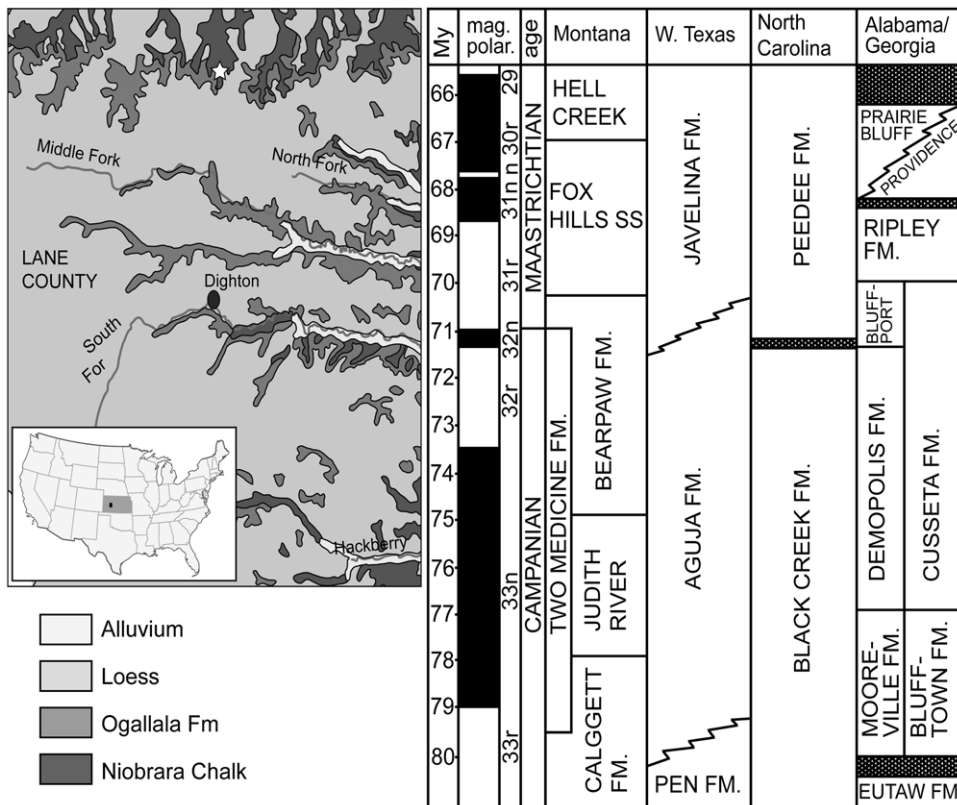 Middle Fork
North Fork
LANE
COUNTY
Dighton
South
For
Hackberry
Alluvium
Loess
Ogallala Fm
Niobrara Chalk
My
mag.
polar.
age
Montana
W. Texas
North
Carolina
Alabama/
Georgia
66
67
68
69
70
71
72
73
74
75
76
77
78
79
80
29
30r
n
31n
31r
32n
32r
33n
33r
MAASTRICHTIAN
CAMPANIAN
HELL
CREEK
FOX
HILLS SS
BEARPAW FM.
TWO MEDICINE FM.
JUDITH
RIVER
CALGGETT
FM.
JAVELINA FM.
AGUJA FM.
PEN FM.
PEEDEE FM.
BLACK CREEK FM.
PRAIRIE
BLUFF
PROVIDENCE
RIPLEY
FM.
BLUFF-
PORT
DEMOPOLIS FM.
CUSSETA FM.
MOORE-
VILLE FM.
BLUFF-
TOWN FM.
EUTAW FM